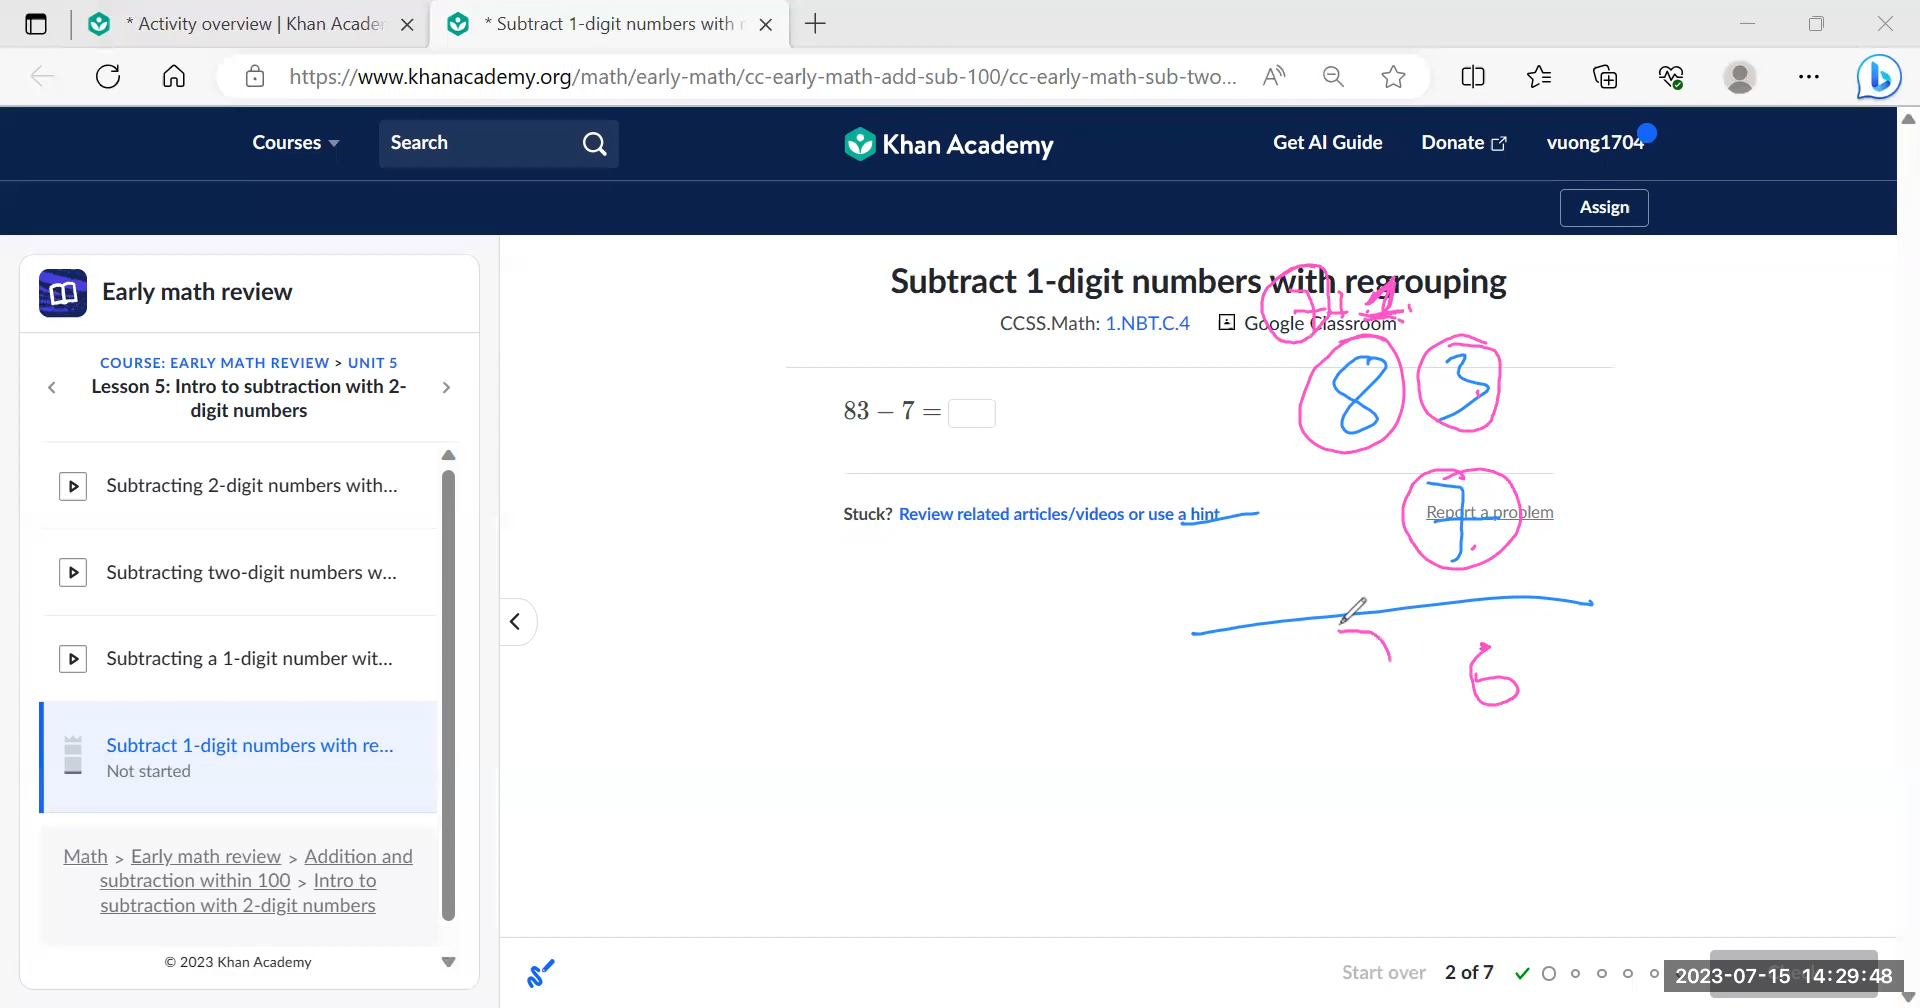 * Activity overview | Khan Acade
* Subtract 1-digit numbers with r
https://www.khanacademy.org/math/early-math/cc-early-math-add-sub-100/cc-early-math-sub-two...
Courses
Search
Khan Academy
Get AI Guide
Donate
vuong1704
Assign
Early math review
COURSE: EARLY MATH REVIEW > UNIT 5
Lesson 5: Intro to subtraction with 2-
digit numbers
Subtracting 2-digit numbers with...
Subtracting two-digit numbers w...
Subtracting a 1-digit number wit...
Subtract 1-digit numbers with re...
Not started
Math > Early math review > Addition and
subtraction within 100 > Intro to
subtraction with 2-digit numbers
© 2023 Khan Academy
Subtract 1-digit numbers with regrouping
CCSS.Math: 1.NBT.C.4 Google Classroom
7+1
8 3
83 – 7 =
Stuck? Review related articles/videos or use a hint
Report a problem
7
6
Start over 2 of 7
2023-07-15 14:29:48